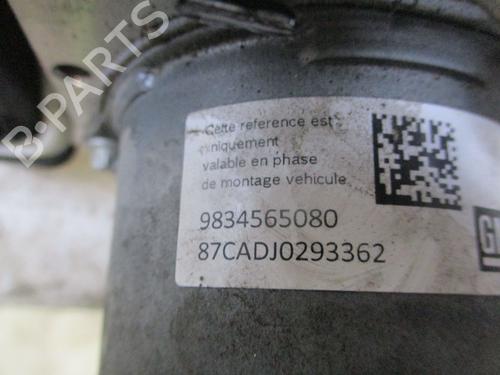 B-PARTS
Cette reference est
uniquement
valable en phase
de montage vehicule
9834565080
87CADJ0293362